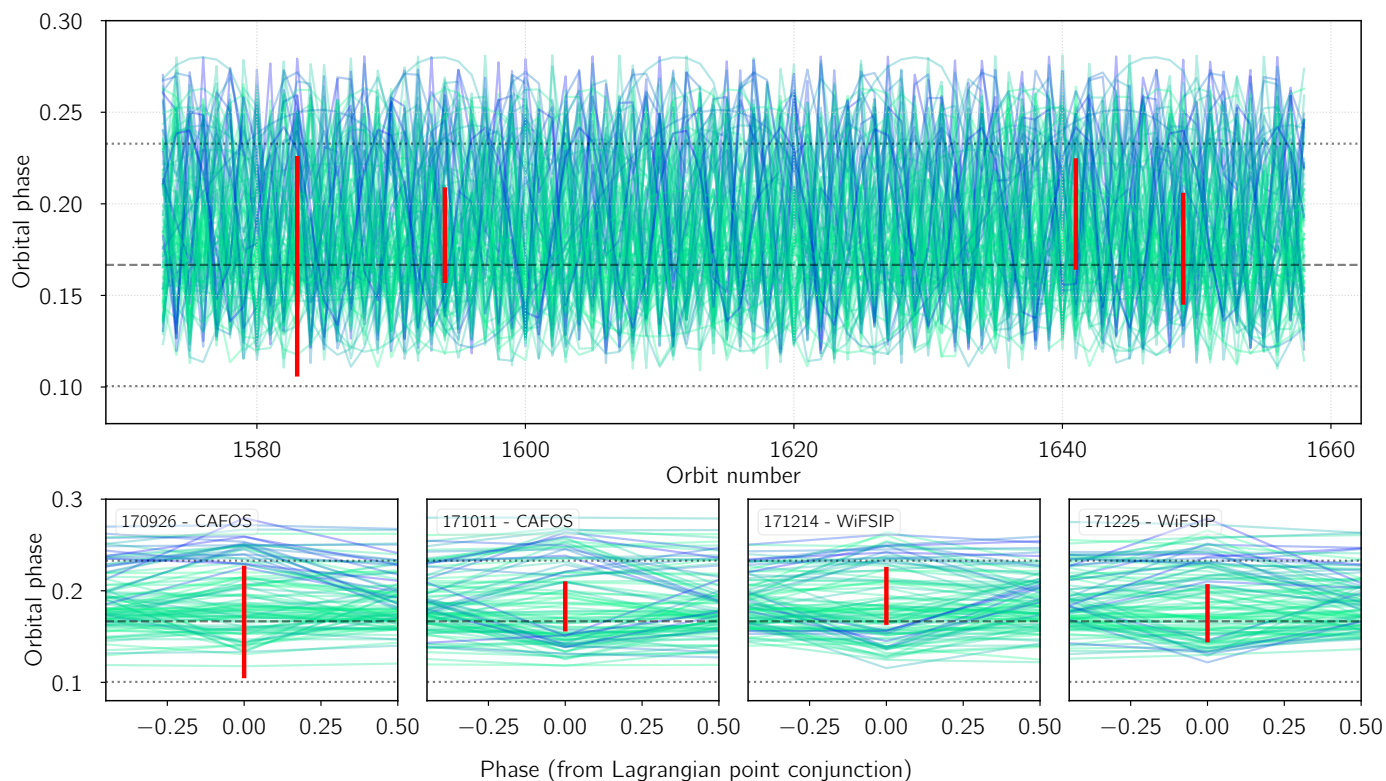 0.30
0.25
0.20
0.15
0.10
Orbital phase
1580
1600
1620
1640
1660
Orbit number
0.3
0.2
0.1
Orbital phase
170926 - CAFOS
171011 - CAFOS
171214 - WiFSIP
171225 - WiFSIP
−0.25 0.00 0.25 0.50
−0.25 0.00 0.25 0.50
−0.25 0.00 0.25 0.50
−0.25 0.00 0.25 0.50
Phase (from Lagrangian point conjunction)